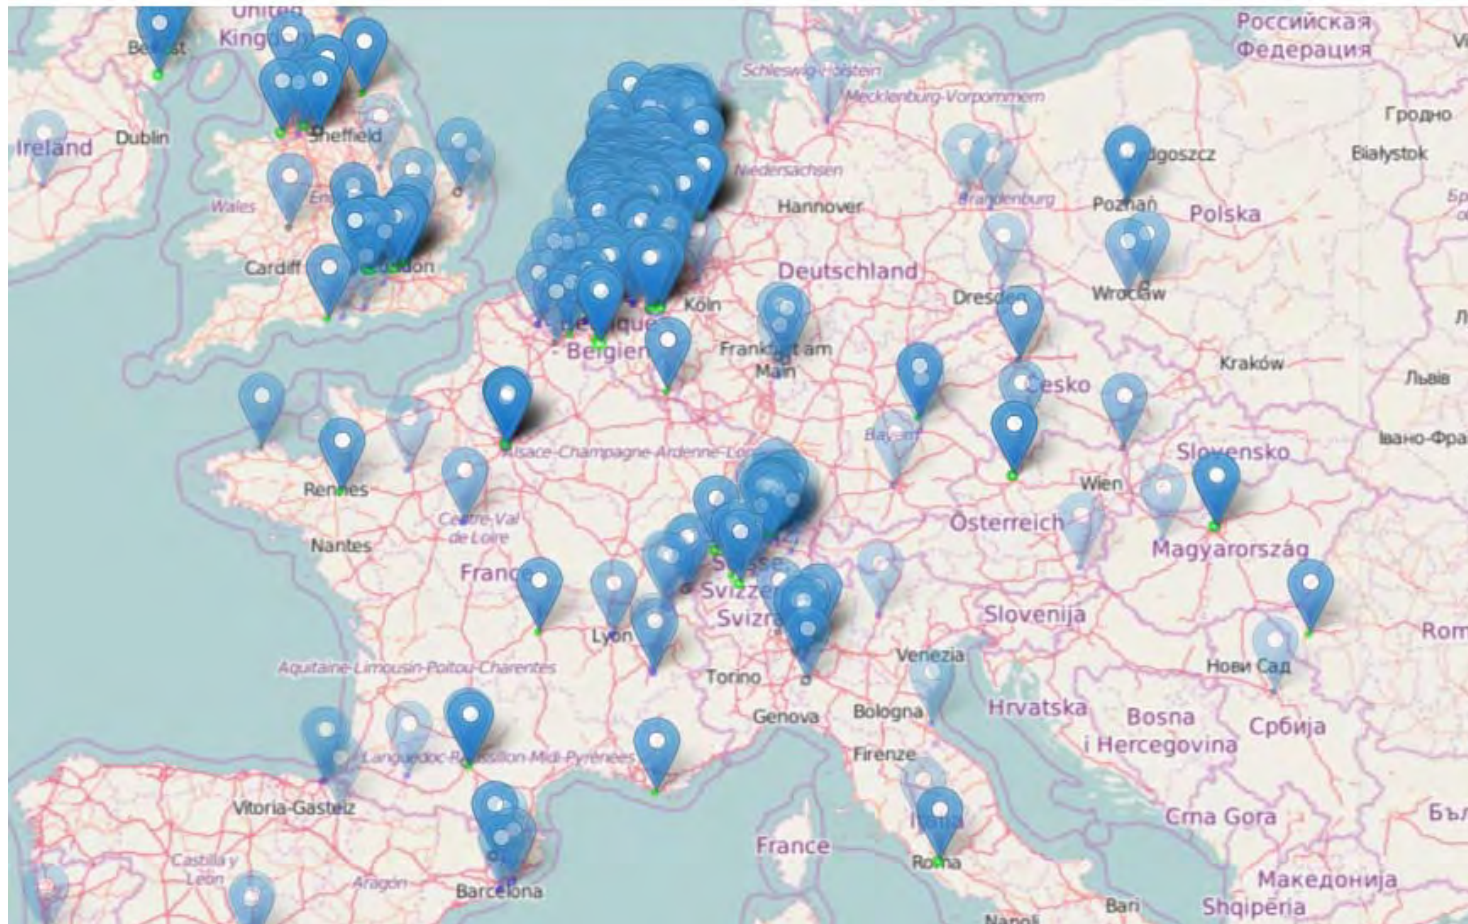 United
Kingdom
Российская
Федерация
Schleswig-Holstein
Mecklenburg-Vorpommern
Гродно
Dublin
Ireland
Sheffield
Białystok
Niedersachsen
Wales
Hannover
Brandenburg
Poznań
Polska
Cardiff
Deutschland
Köln
Dresden
Wrocław
- Belgien
Frankfurt am
Main
Kraków
Львів
Česko
Bayern
Alsace-Champagne-Ardenne-Lor
Івано-Фра
Slovensko
Rennes
Wien
Centre-Val
de Loire
Österreich
Nantes
Magyarország
France
Suisse
Svizzera
Svizra
Slovenija
Lyon
Rom
Venezia
Нови Сад
Aquitaine-Limousin-Poitou-Charentes
Torino
Hrvatska
Genova
Bologna
Bosna
i Hercegovina
Србија
Firenze
Languedoc-Roussillon-Midi-Pyrénées
Vitoria-Gasteiz
Italia
Crna Gora
Бъл
France
Castilla y
León
Aragón
Barcelona
Roma
Македонија
Shqipëria
Bari
Napoli